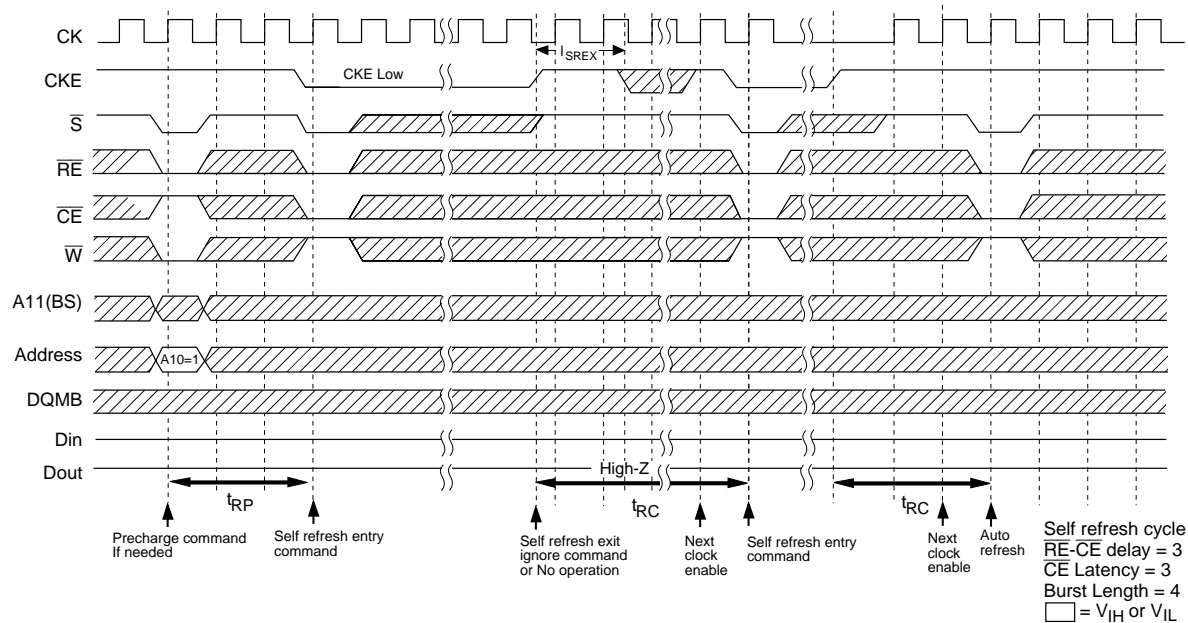 CK
l SREX
CKE
CKE Low
S
RE
CE
W
A11(BS)
Address
A10=1
DQMB
Din
Dout
High-Z
tRP
tRC
tRC
Precharge command
If needed
Self refresh entry
command
Self refresh exit
ignore command
or No operation
Next
clock
enable
Self refresh entry
command
Next
clock
enable
Auto
refresh
Self refresh cycle
RE-CE delay = 3
CE Latency = 3
Burst Length = 4
= VIH or VIL